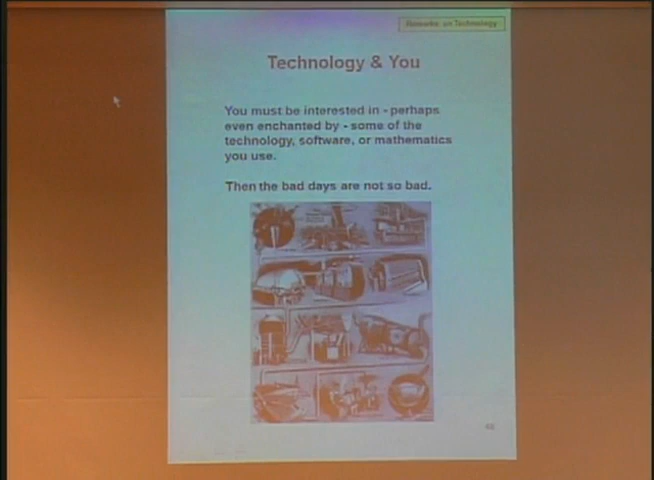 Remarks on Technology
Technology & You
You must be interested in - perhaps
even enchanted by - some of the
technology, software, or mathematics
you use.
Then the bad days are not so bad.